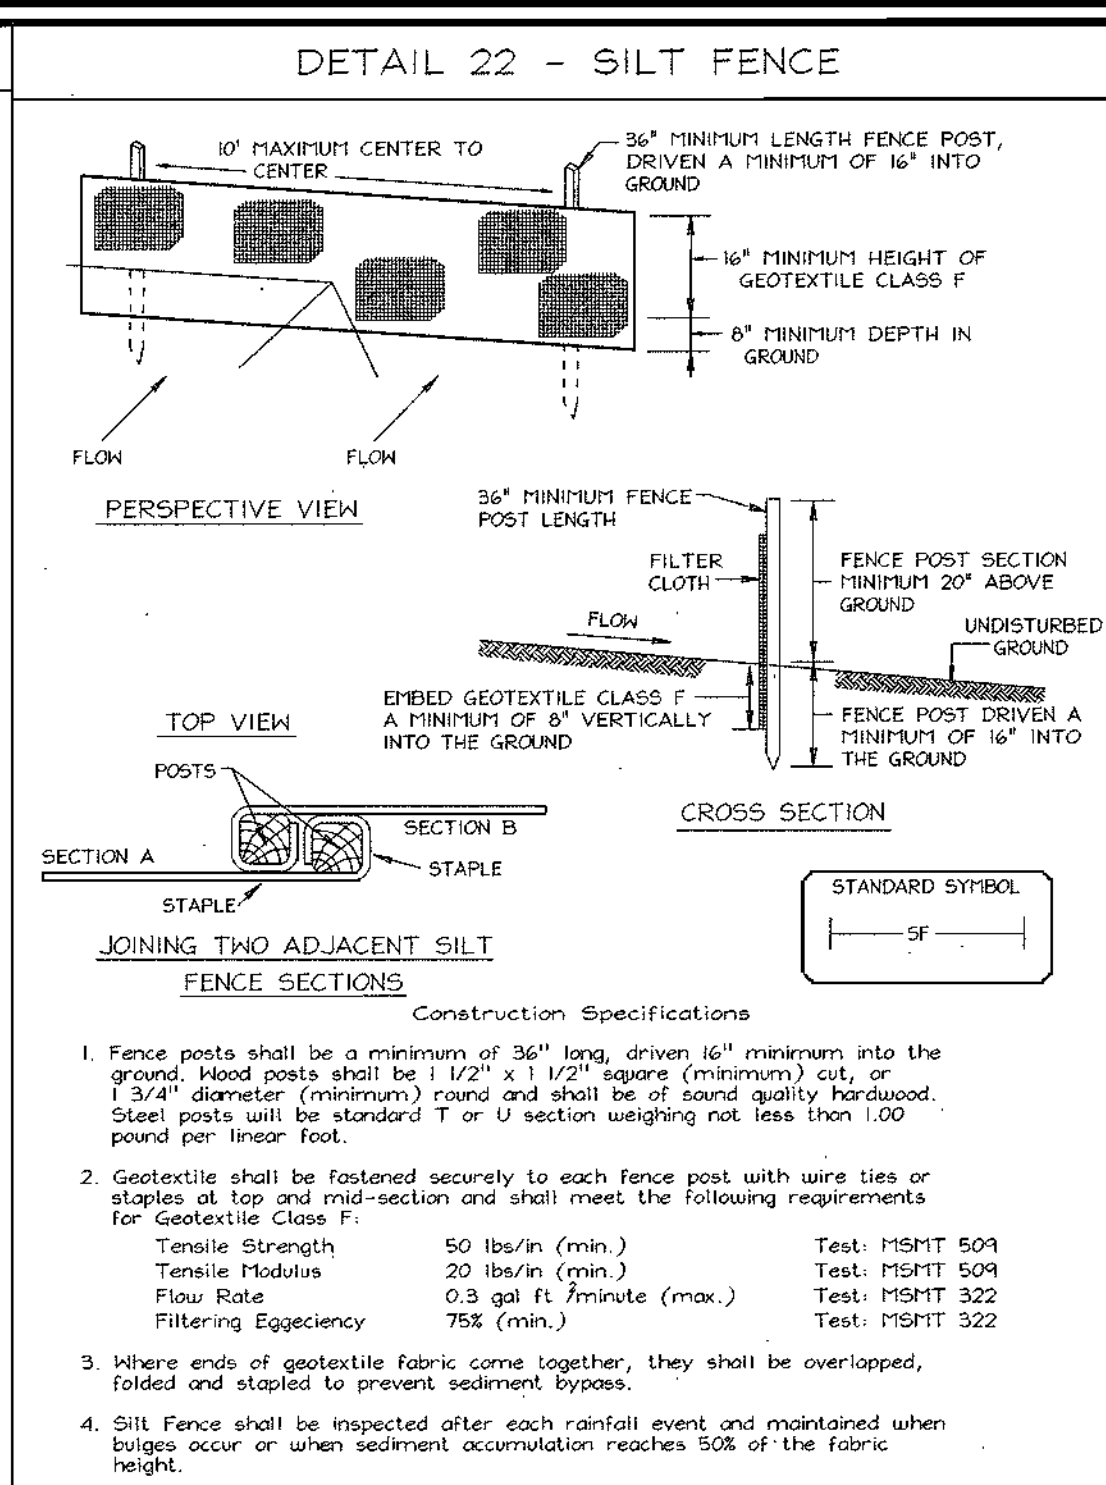 DETAIL 22 - SILT FENCE
10' MAXIMUM CENTER TO
CENTER
36" MINIMUM LENGTH FENCE POST,
DRIVEN A MINIMUM OF 16" INTO
GROUND
16" MINIMUM HEIGHT OF
GEOTEXTILE CLASS F
8" MINIMUM DEPTH IN
GROUND
FLOW
FLOW
PERSPECTIVE VIEW
36" MINIMUM FENCE
POST LENGTH
FILTER
CLOTH
FENCE POST SECTION
MINIMUM 20" ABOVE
GROUND
FLOW
UNDISTURBED
GROUND
EMBED GEOTEXTILE CLASS F
A MINIMUM OF 8" VERTICALLY
INTO THE GROUND
FENCE POST DRIVEN A
MINIMUM OF 16" INTO
THE GROUND
CROSS SECTION
TOP VIEW
POSTS
SECTION B
SECTION A
STAPLE
STAPLE
JOINING TWO ADJACENT SILT
FENCE SECTIONS
STANDARD SYMBOL
SF
Construction Specifications
1. Fence posts shall be a minimum of 36" long, driven 16" minimum into the
ground. Wood posts shall be 1 1/2" x 1 1/2" square (minimum) cut, or
1 3/4" diameter (minimum) round and shall be of sound quality hardwood.
Steel posts will be standard T or U section weighing not less than 1.00
pound per linear foot.
2. Geotextile shall be fastened securely to each fence post with wire ties or
staples at top and mid-section and shall meet the following requirements
for Geotextile Class F:
Tensile Strength 50 lbs/in (min.) Test: MSMT 509
Tensile Modulus 20 lbs/in (min.) Test: MSMT 509
Flow Rate 0.3 gal ft ²/minute (max.) Test: MSMT 322
Filtering Eggeciency 75% (min.) Test: MSMT 322
3. Where ends of geotextile fabric come together, they shall be overlapped,
folded and stapled to prevent sediment bypass.
4. Silt Fence shall be inspected after each rainfall event and maintained when
bulges occur or when sediment accumulation reaches 50% of the fabric
height.